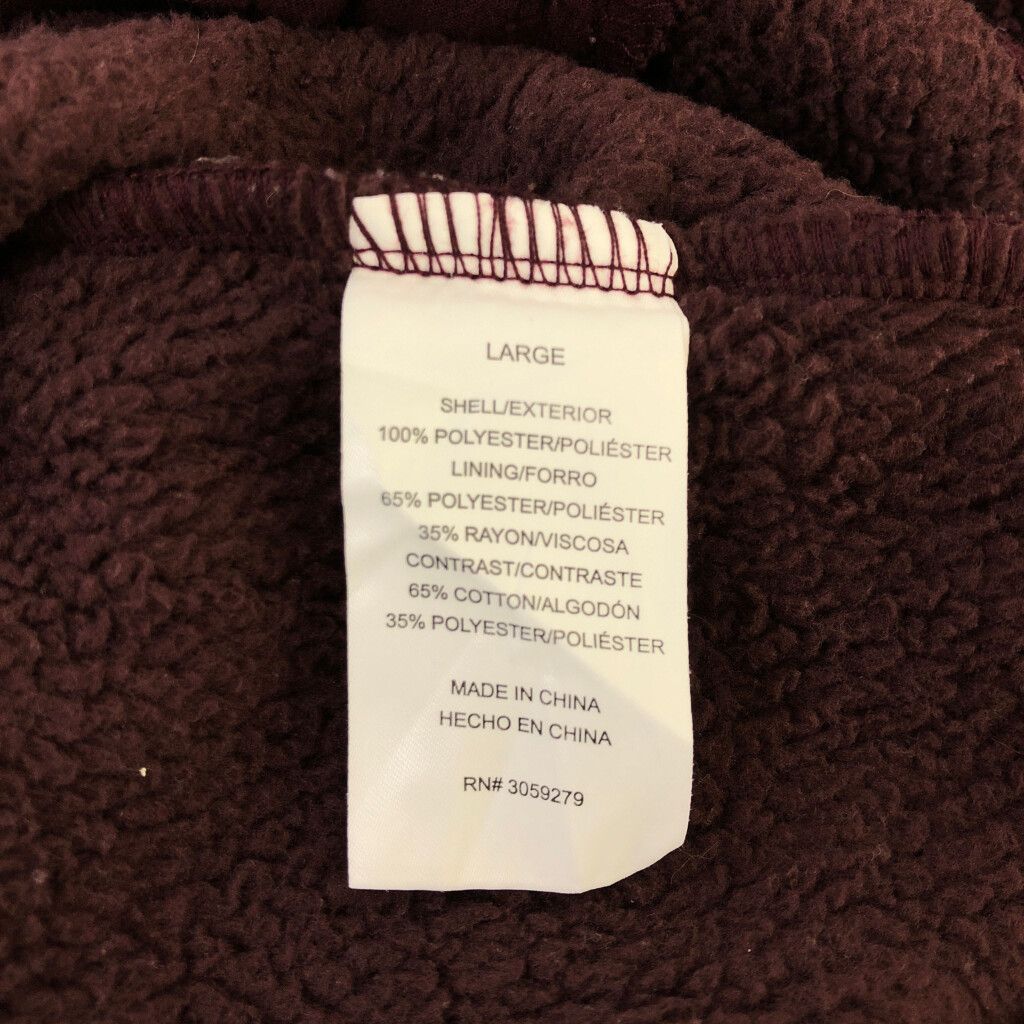 LARGE
SHELL/EXTERIOR
100% POLYESTER/POLIÉSTER
LINING/FORRO
65% POLYESTER/POLIÉSTER
35% RAYON/VISCOSA
CONTRAST/CONTRASTE
65% COTTON/ALGODÓN
35% POLYESTER/POLIÉSTER
MADE IN CHINA
HECHO EN CHINA
RN# 3059279